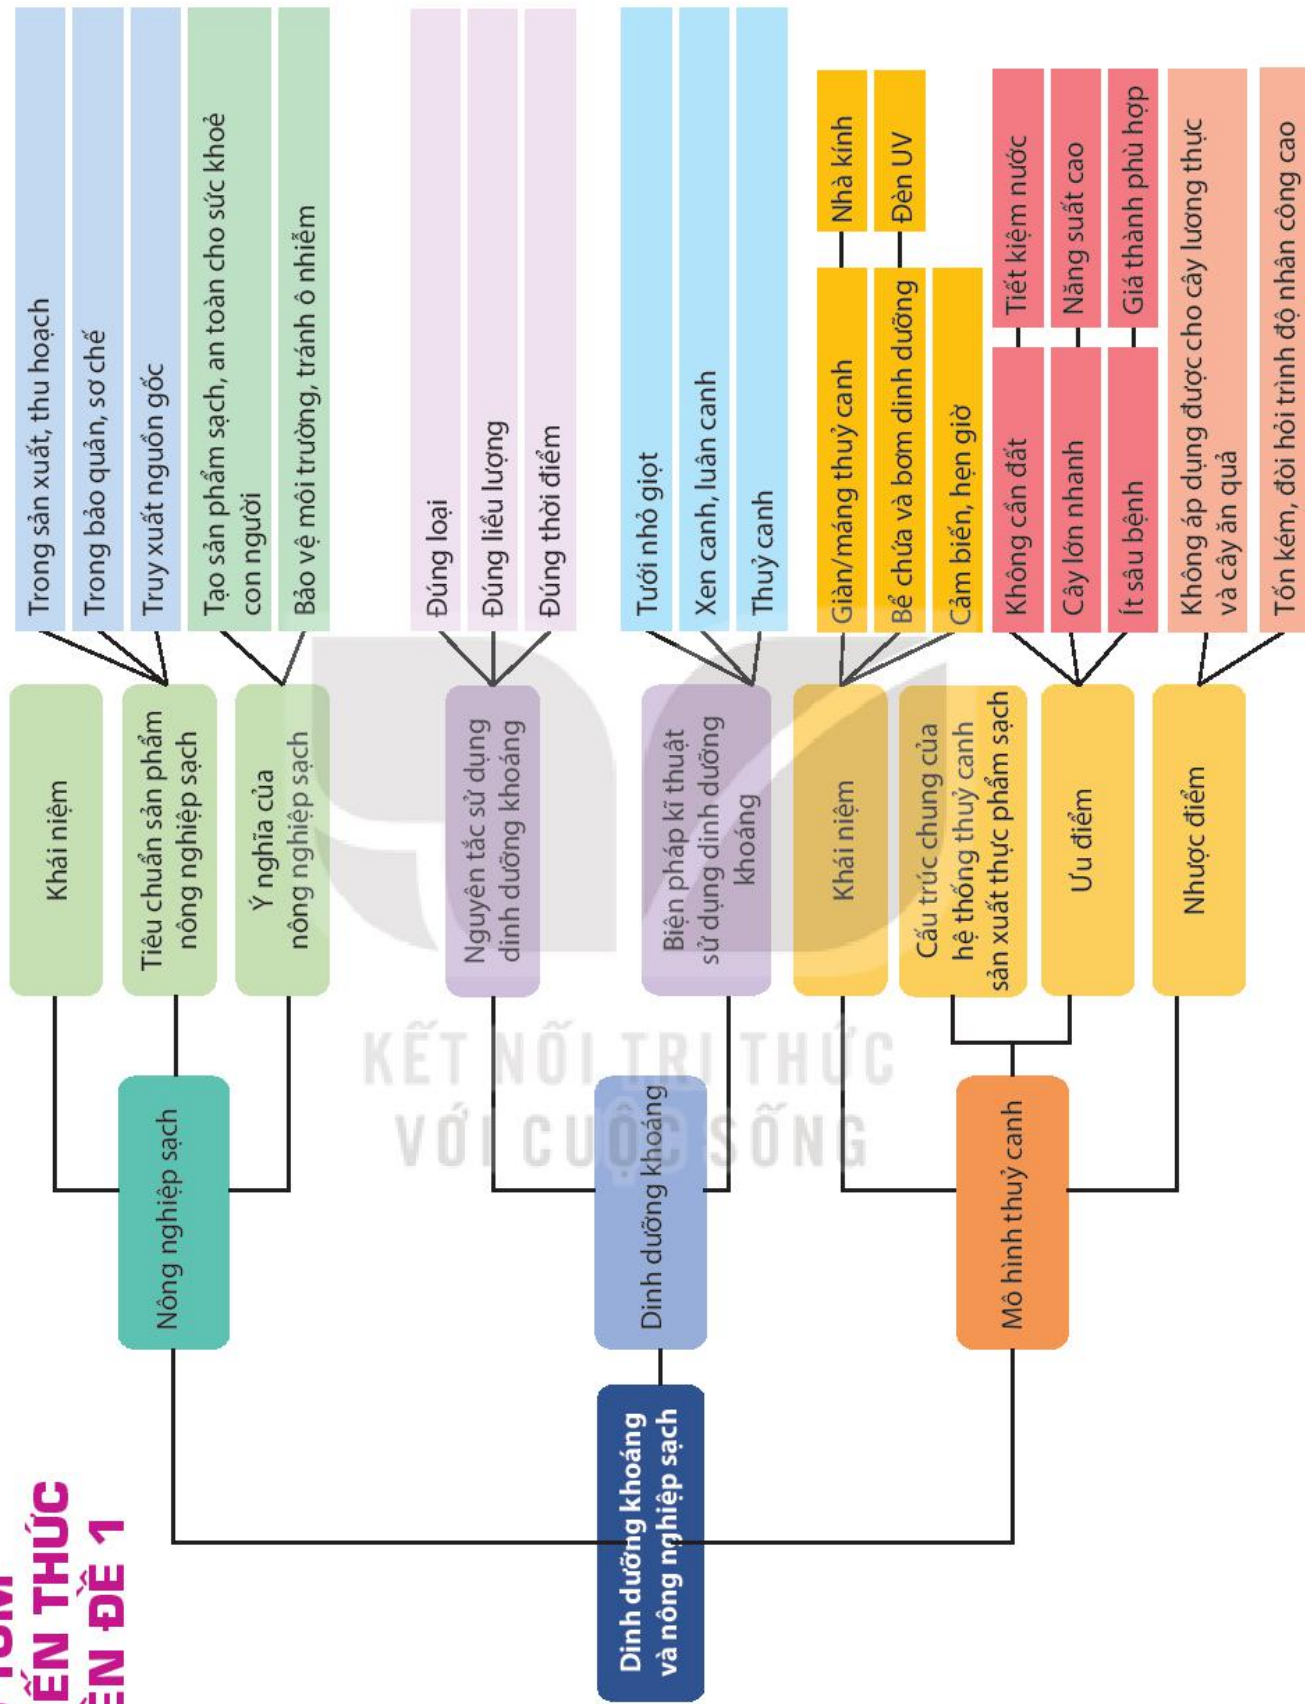 TÓM
ẾN THỨC
ÊN ĐỀ 1
Dinh dưỡng khoáng
và nông nghiệp sạch
Nông nghiệp sạch
Khái niệm
Tiêu chuẩn sản phẩm
nông nghiệp sạch
Trong sản xuất, thu hoạch
Trong bảo quản, sơ chế
Truy xuất nguồn gốc
Ý nghĩa của
nông nghiệp sạch
Tạo sản phẩm sạch, an toàn cho sức khoẻ
con người
Bảo vệ môi trường, tránh ô nhiễm
Dinh dưỡng khoáng
Nguyên tắc sử dụng
dinh dưỡng khoáng
Đúng loại
Đúng liều lượng
Đúng thời điểm
Biện pháp kĩ thuật
sử dụng dinh dưỡng
khoáng
Tưới nhỏ giọt
Xen canh, luân canh
Thuỷ canh
Mô hình thuỷ canh
Khái niệm
Giàn/máng thuỷ canh
Nhà kính
Bể chứa và bơm dinh dưỡng
Đèn UV
Cảm biến, hẹn giờ
Cấu trúc chung của
hệ thống thuỷ canh
sản xuất thực phẩm sạch
Ưu điểm
Không cần đất
Tiết kiệm nước
Cây lớn nhanh
Năng suất cao
Ít sâu bệnh
Giá thành phù hợp
Nhược điểm
Không áp dụng được cho cây lương thực
và cây ăn quả
Tốn kém, đòi hỏi trình độ nhân công cao
KẾT NỐI TRI THỨC
VỚI CUỘC SỐNG